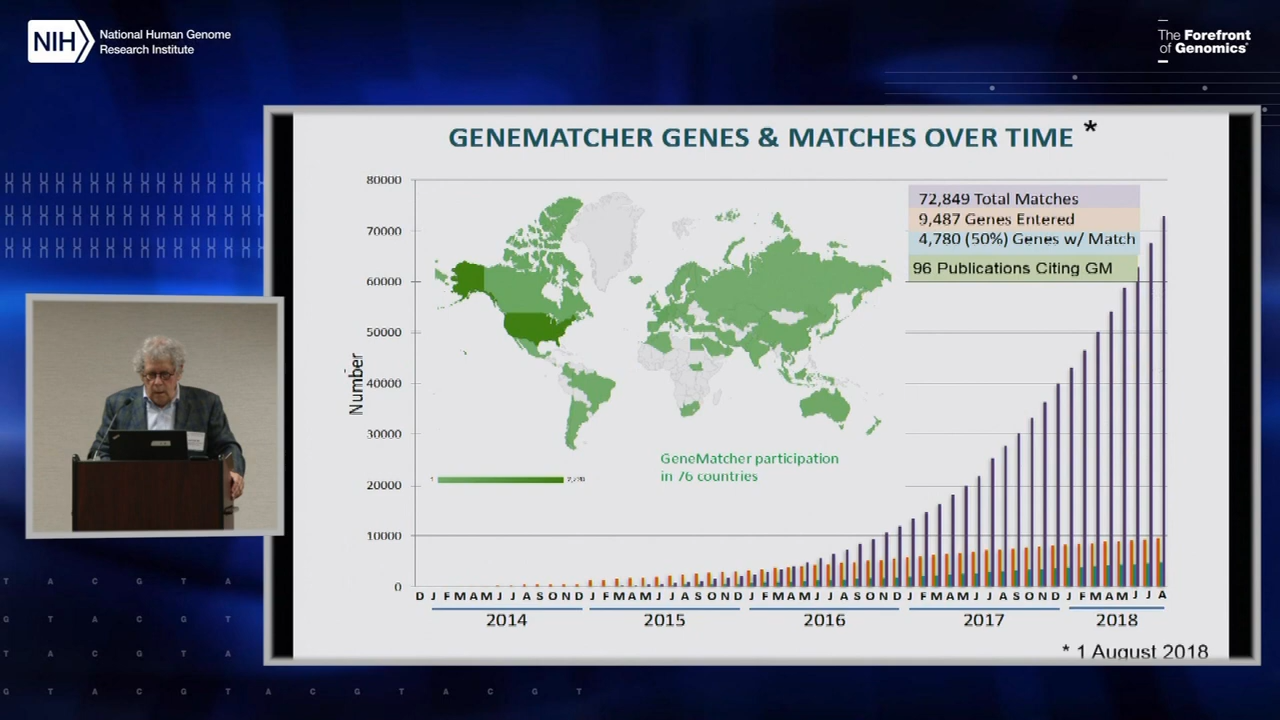 NIH
National Human Genome
Research Institute
The Forefront
of Genomics®
GENEMATCHER GENES & MATCHES OVER TIME *
80000
70000
60000
50000
40000
30000
20000
10000
0
Number
72,849 Total Matches
9,487 Genes Entered
4,780 (50%) Genes w/ Match
96 Publications Citing GM
GeneMatcher participation
in 76 countries
1
D J F M A M J J A S O N D J F M A M J J A S O N D J F M A M J J A S O N D J F M A M J J A S O N D J F M A M J J A
2014 2015 2016 2017 2018
* 1 August 2018
T A C G T A
G T A C G T
T A C G T A
G T A C G T A C G T A C G T